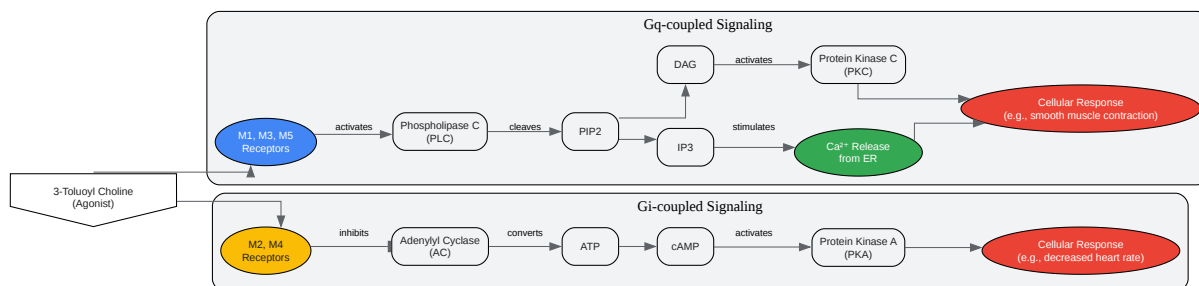 Gq-coupled Signaling
DAG
activates
Protein Kinase C
(PKC)
Cellular Response
(e.g., smooth muscle contraction)
M1, M3, M5
Receptors
activates
Phospholipase C
(PLC)
cleaves
PIP2
IP3
stimulates
Ca²⁺ Release
from ER
3-Toluoyl Choline
(Agonist)
Gi-coupled Signaling
M2, M4
Receptors
inhibits
Adenylyl Cyclase
(AC)
converts
ATP
cAMP
activates
Protein Kinase A
(PKA)
Cellular Response
(e.g., decreased heart rate)